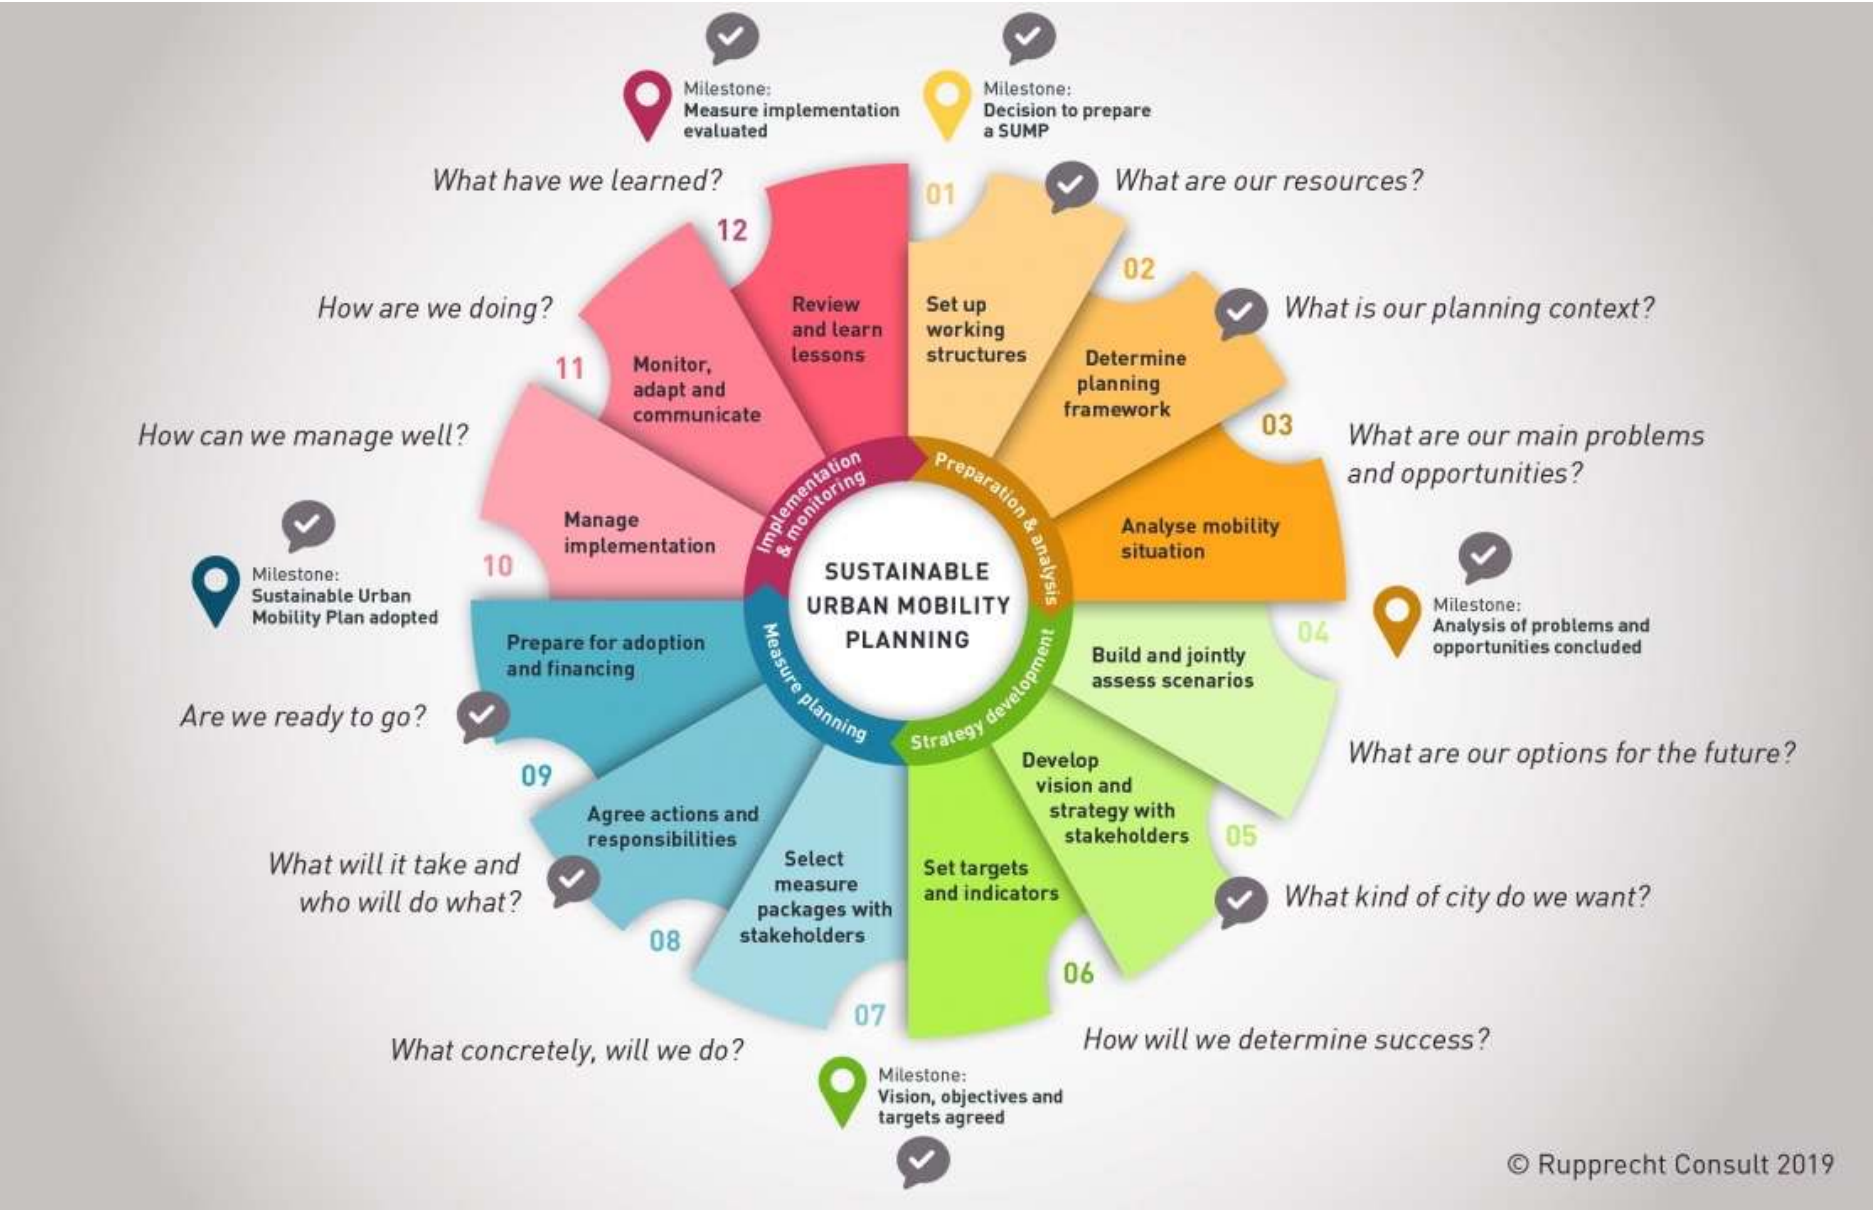 Milestone:
Measure implementation
evaluated
Milestone:
Decision to prepare
a SUMP
What have we learned?
What are our resources?
01
12
02
How are we doing?
What is our planning context?
Review
and learn
lessons
Set up
working
structures
11
Monitor,
adapt and
communicate
Determine
planning
framework
03
How can we manage well?
What are our main problems
and opportunities?
Implementation
& monitoring
Preparation & analysis
Manage
implementation
Analyse mobility
situation
10
Milestone:
Sustainable Urban
Mobility Plan adopted
SUSTAINABLE
URBAN MOBILITY
PLANNING
Milestone:
Analysis of problems and
opportunities concluded
04
Prepare for adoption
and financing
Measure planning
Strategy development
Build and jointly
assess scenarios
Are we ready to go?
What are our options for the future?
09
Develop
vision and
strategy with
stakeholders
05
Agree actions and
responsibilities
Select
measure
packages with
stakeholders
Set targets
and indicators
What will it take and
who will do what?
What kind of city do we want?
08
06
07
What concretely, will we do?
How will we determine success?
Milestone:
Vision, objectives and
targets agreed
© Rupprecht Consult 2019